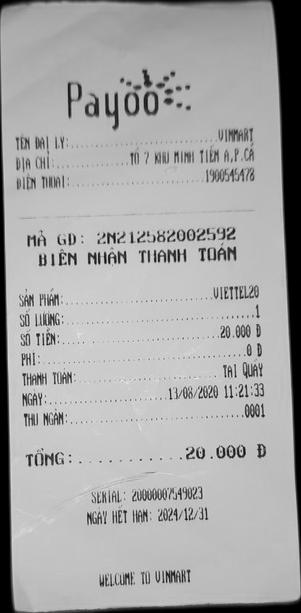 Payoo
TÊN ĐẠI LÝ:...................VINMART
ĐỊA CHỈ:............TỔ 7 KHU MINH TIẾM A,P.CẨ
ĐIỆN THOẠI:...................1900545478
MÃ GD: 2N212582002592
BIÊN NHẬN THANH TOÁN
SẢN PHẨM:...................VIETTEL20
SỐ LƯỢNG:...................1
SỐ TIỀN:...................20.000 Đ
PHÍ:...................0 Đ
THANH TOÁN:...................TẠI QUẦY
NGÀY:...................13/08/2020 11:21:33
THU NGÂN:...................0001
TỔNG:...........20.000 Đ
SERIAL: 20000007549023
NGÀY HẾT HẠN: 2024/12/31
WELCOME TO VINMART